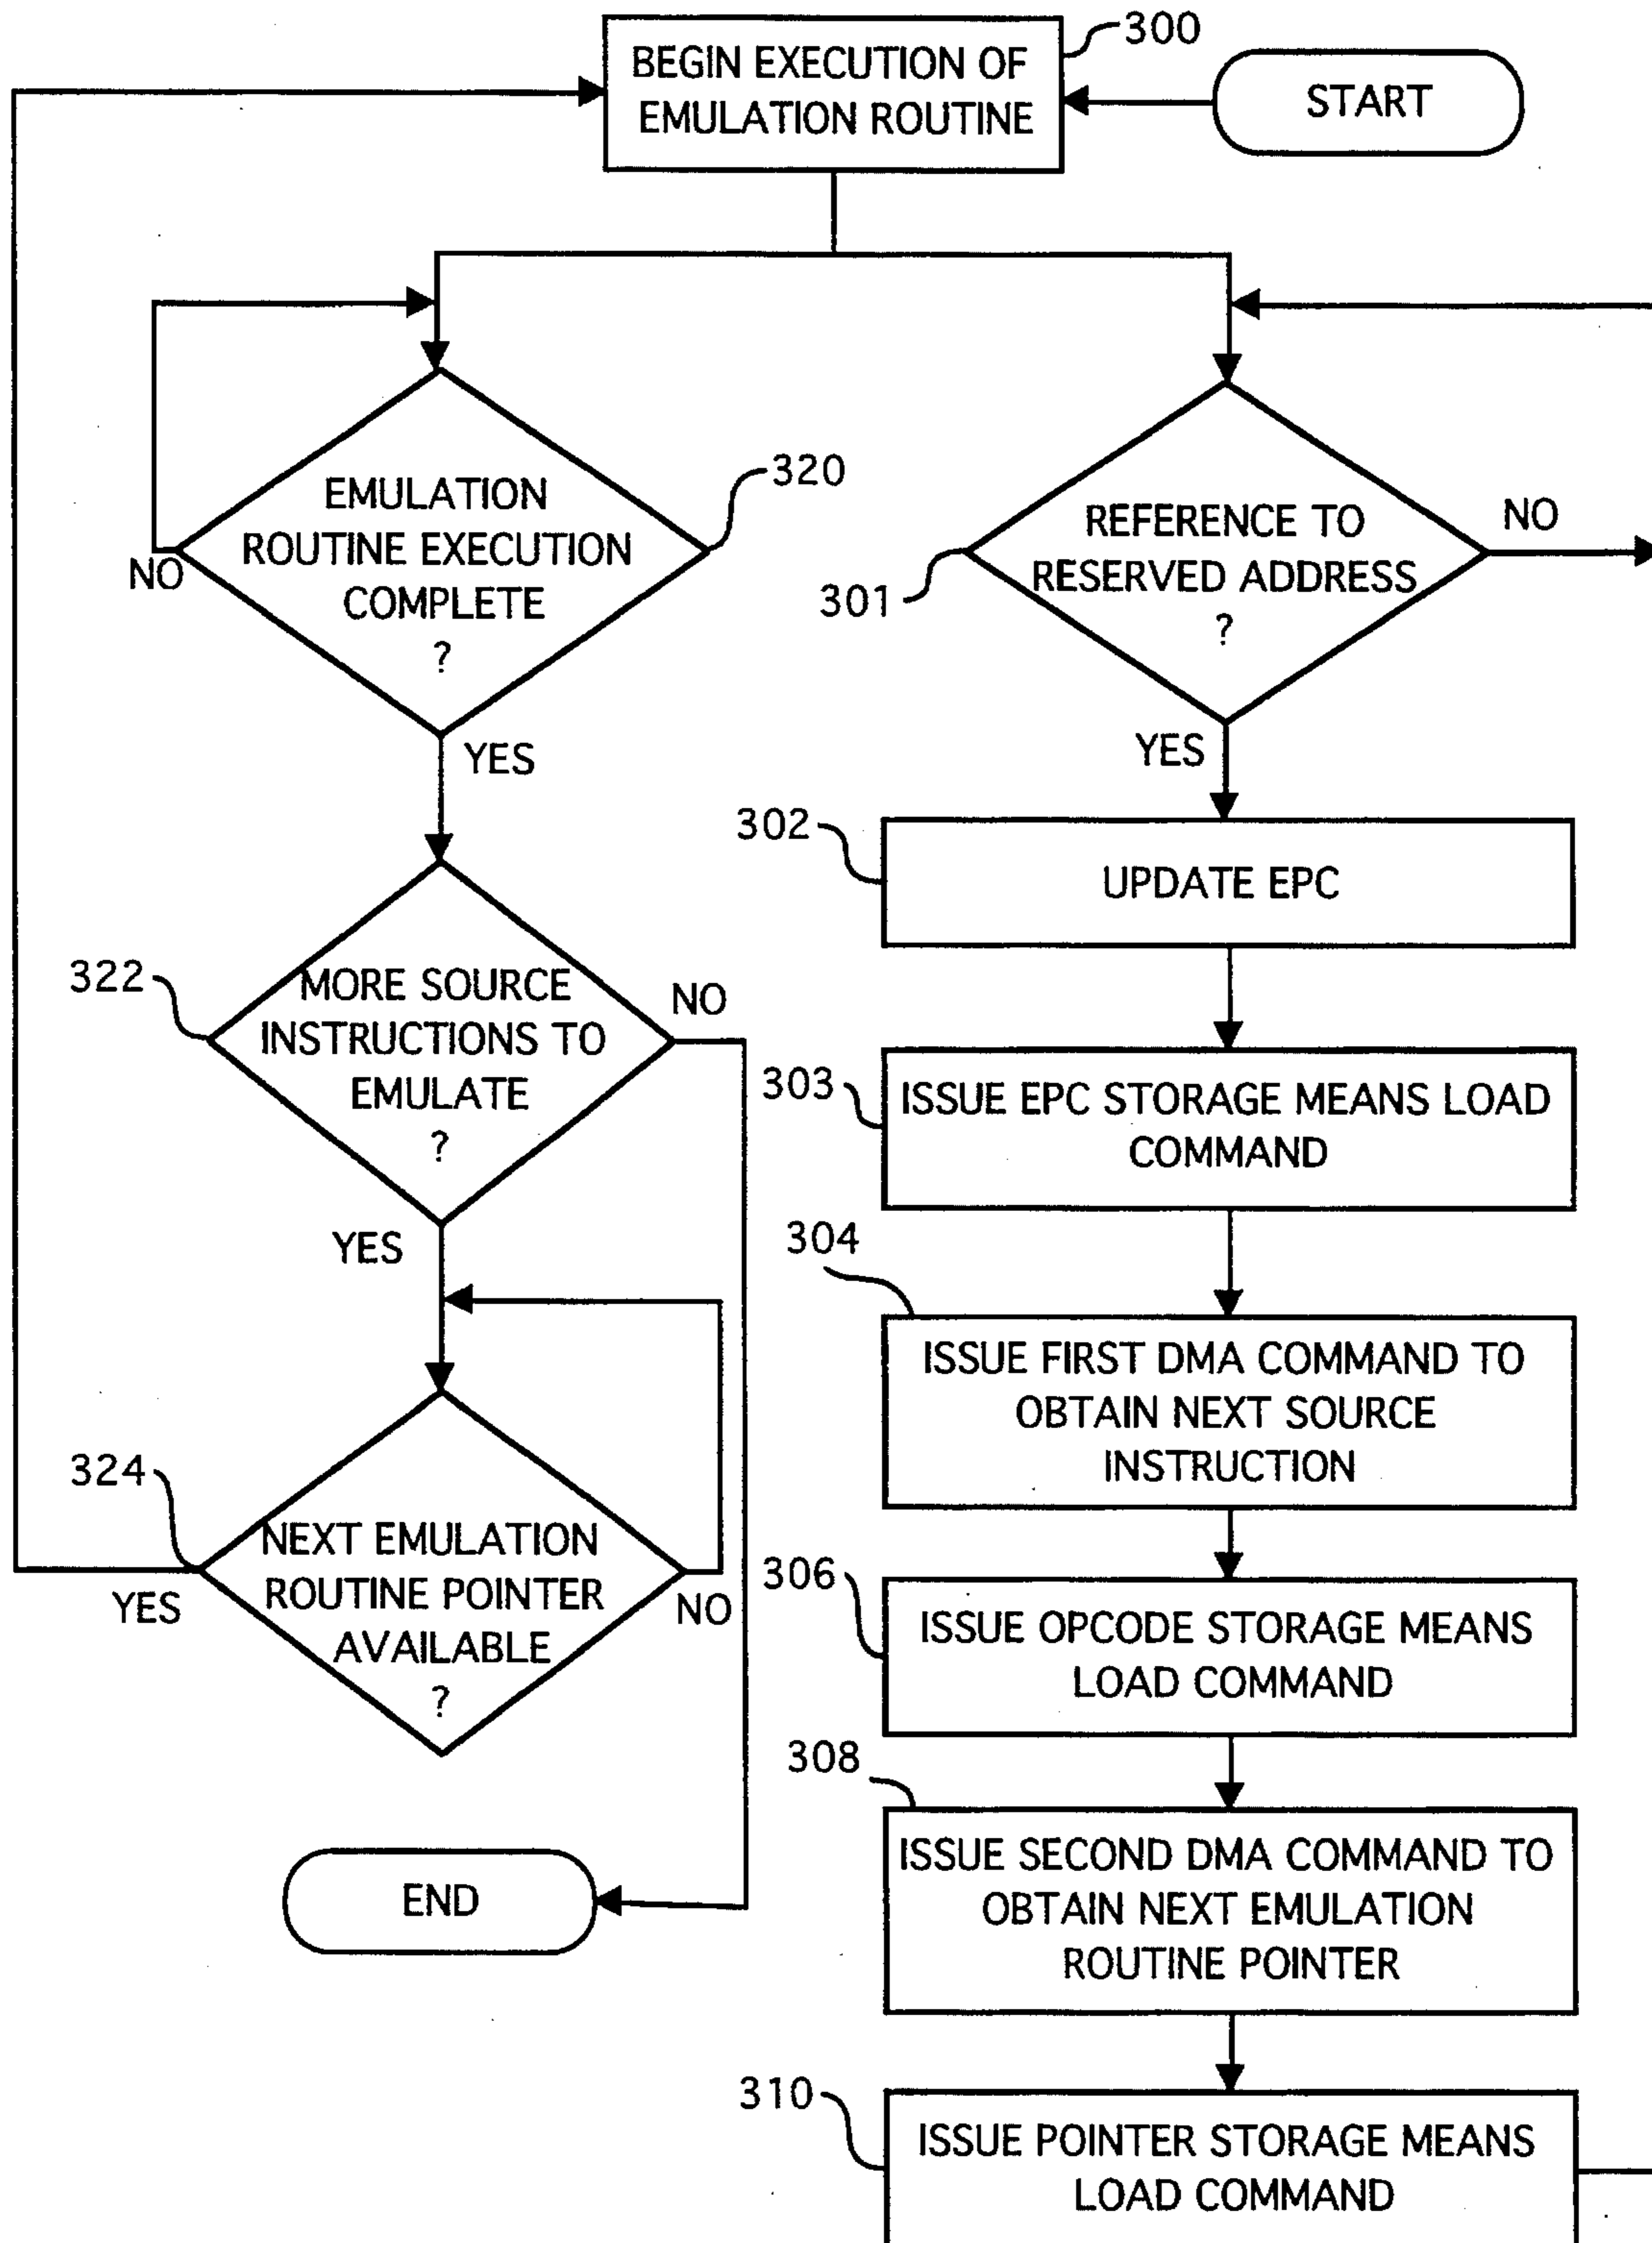 300
BEGIN EXECUTION OF
EMULATION ROUTINE
START
EMULATION
ROUTINE EXECUTION
COMPLETE
?
320
NO
YES
REFERENCE TO
RESERVED ADDRESS
?
301
NO
YES
302
UPDATE EPC
322
MORE SOURCE
INSTRUCTIONS TO
EMULATE
?
NO
YES
303
ISSUE EPC STORAGE MEANS LOAD
COMMAND
304
ISSUE FIRST DMA COMMAND TO
OBTAIN NEXT SOURCE
INSTRUCTION
324
NEXT EMULATION
ROUTINE POINTER
AVAILABLE
?
YES
NO
306
ISSUE OPCODE STORAGE MEANS
LOAD COMMAND
308
ISSUE SECOND DMA COMMAND TO
OBTAIN NEXT EMULATION
ROUTINE POINTER
END
310
ISSUE POINTER STORAGE MEANS
LOAD COMMAND